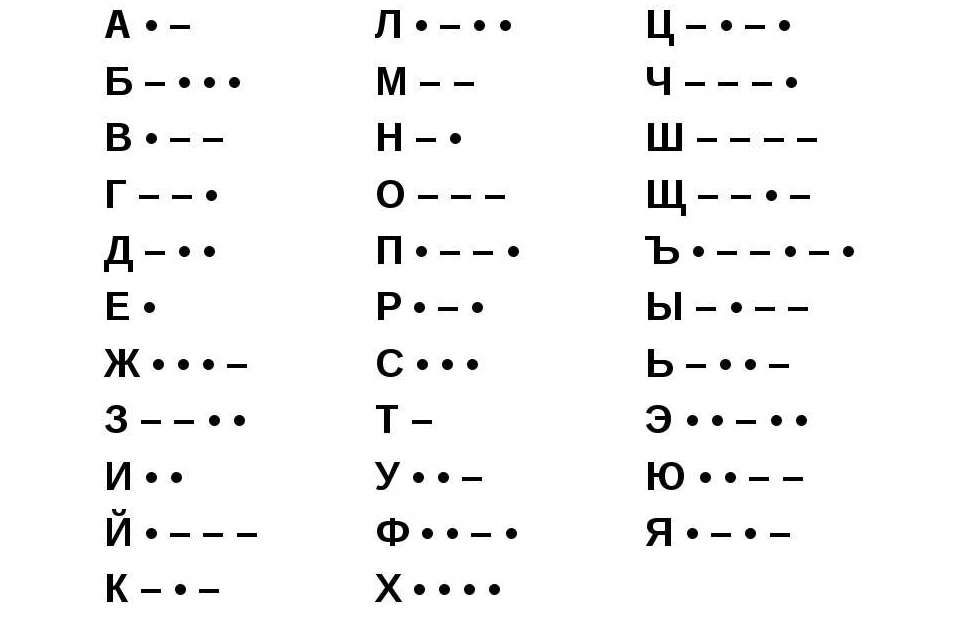 А • –
Б – • • •
В • – –
Г – – •
Д – • •
Е •
Ж • • • –
З – – • •
И • •
Й • – – –
К – • –
Л • – • •
М – –
Н – •
О – – –
П • – – •
Р • – •
С • • •
Т –
У • • –
Ф • • – •
Х • • • •
Ц – • – •
Ч – – – •
Ш – – – –
Щ – – • –
Ъ • – – • – •
Ы – • – –
Ь – • • –
Э • • – • •
Ю • • – –
Я • – • –